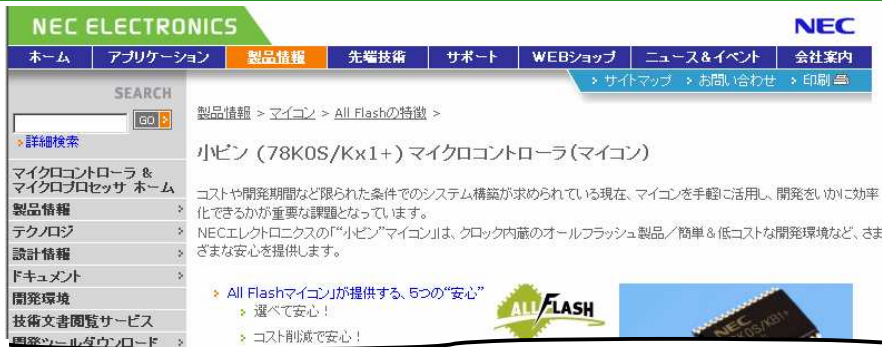 NEC ELECTRONICS
NEC
ホーム アプリケーション 製品情報 先端技術 サポート WEBショップ ニュース＆イベント 会社案内
> サイトマップ > お問い合わせ > 印刷
SEARCH
GO
詳細検索
マイクロコントローラ &
マイクロプロセッサ ホーム
製品情報
テクノロジ
設計情報
ドキュメント
開発環境
技術文書閲覧サービス
開発ツールダウンロード
製品情報 > マイコン > All Flashの特徴 >
小ピン (78K0S/Kx1+) マイクロコントローラ(マイコン)
コストや開発期間など限られた条件でのシステム構築が求められている現在、マイコンを手軽に活用し、開発をいかに効率
化できるかが重要な課題となっています。
NECエレクトロニクスの「“小ピン”マイコン」は、クロック内蔵のオールフラッシュ製品／簡単＆低コストな開発環境など、さま
ざまな安心を提供します。
All Flashマイコン」が提供する、5つの“安心”
選べて安心！
コスト削減で安心！
ALL FLASH
NEC
K0S/KB1+